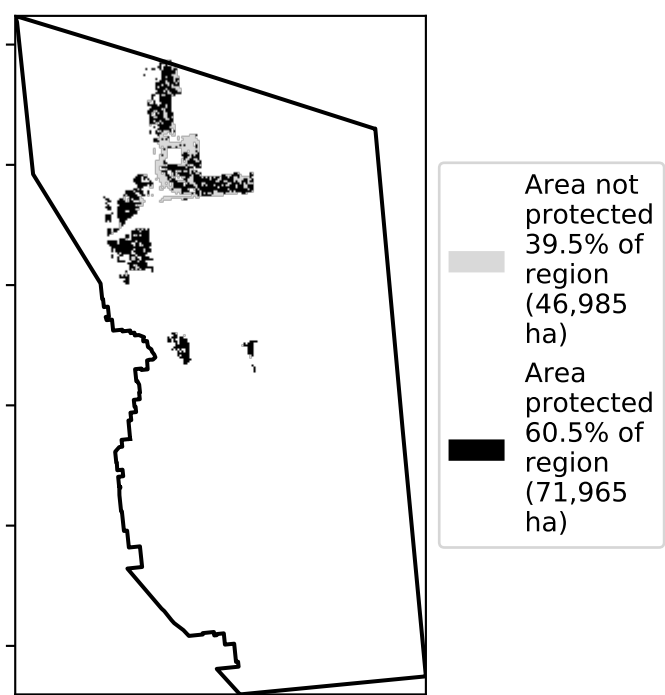 Area not
protected
39.5% of
region
(46,985
ha)
Area
protected
60.5% of
region
(71,965
ha)